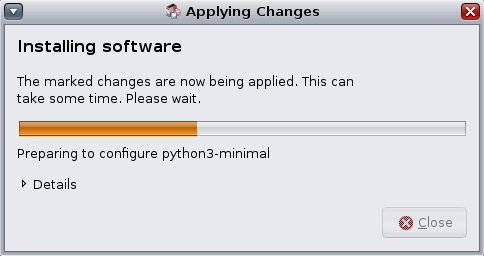 Applying Changes
Installing software
The marked changes are now being applied. This can
take some time. Please wait.
Preparing to configure python3-minimal
Details
Close